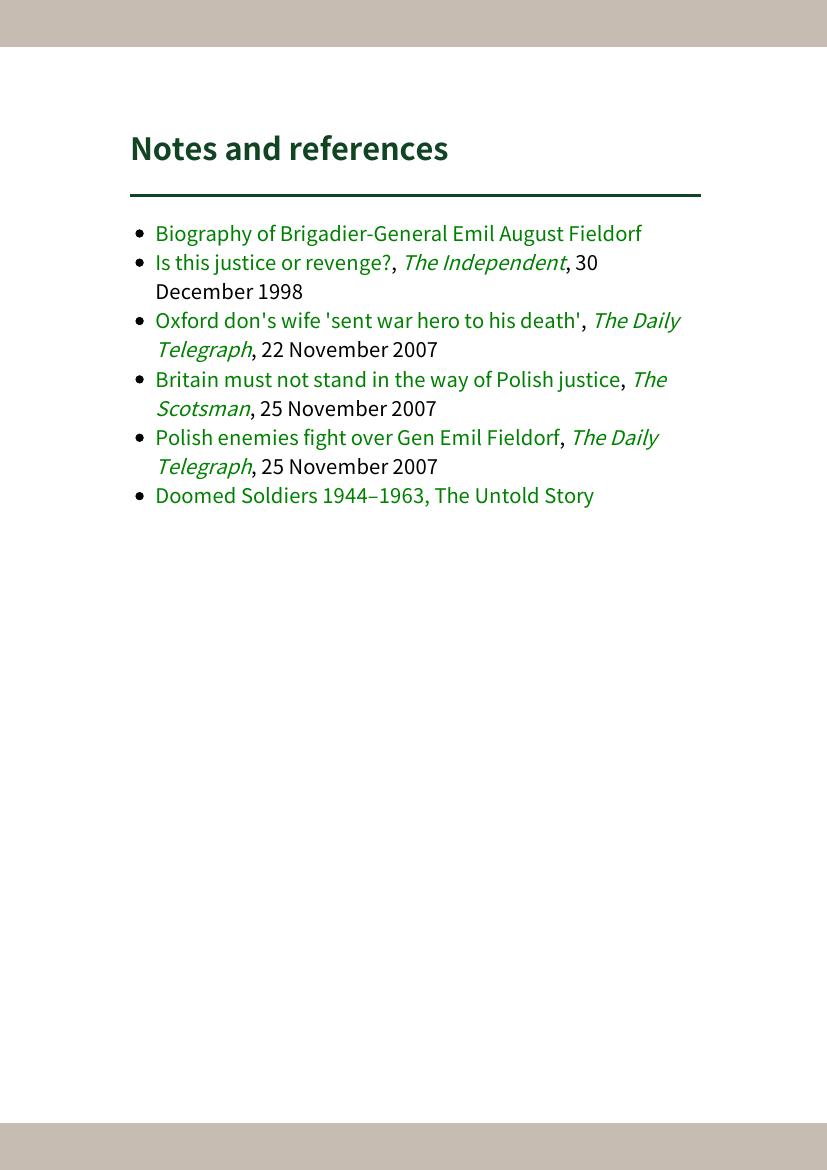 Notes and references
Biography of Brigadier-General Emil August Fieldorf
Is this justice or revenge?, The Independent, 30
December 1998
Oxford don's wife 'sent war hero to his death', The Daily
Telegraph, 22 November 2007
Britain must not stand in the way of Polish justice, The
Scotsman, 25 November 2007
Polish enemies fight over Gen Emil Fieldorf, The Daily
Telegraph, 25 November 2007
Doomed Soldiers 1944–1963, The Untold Story